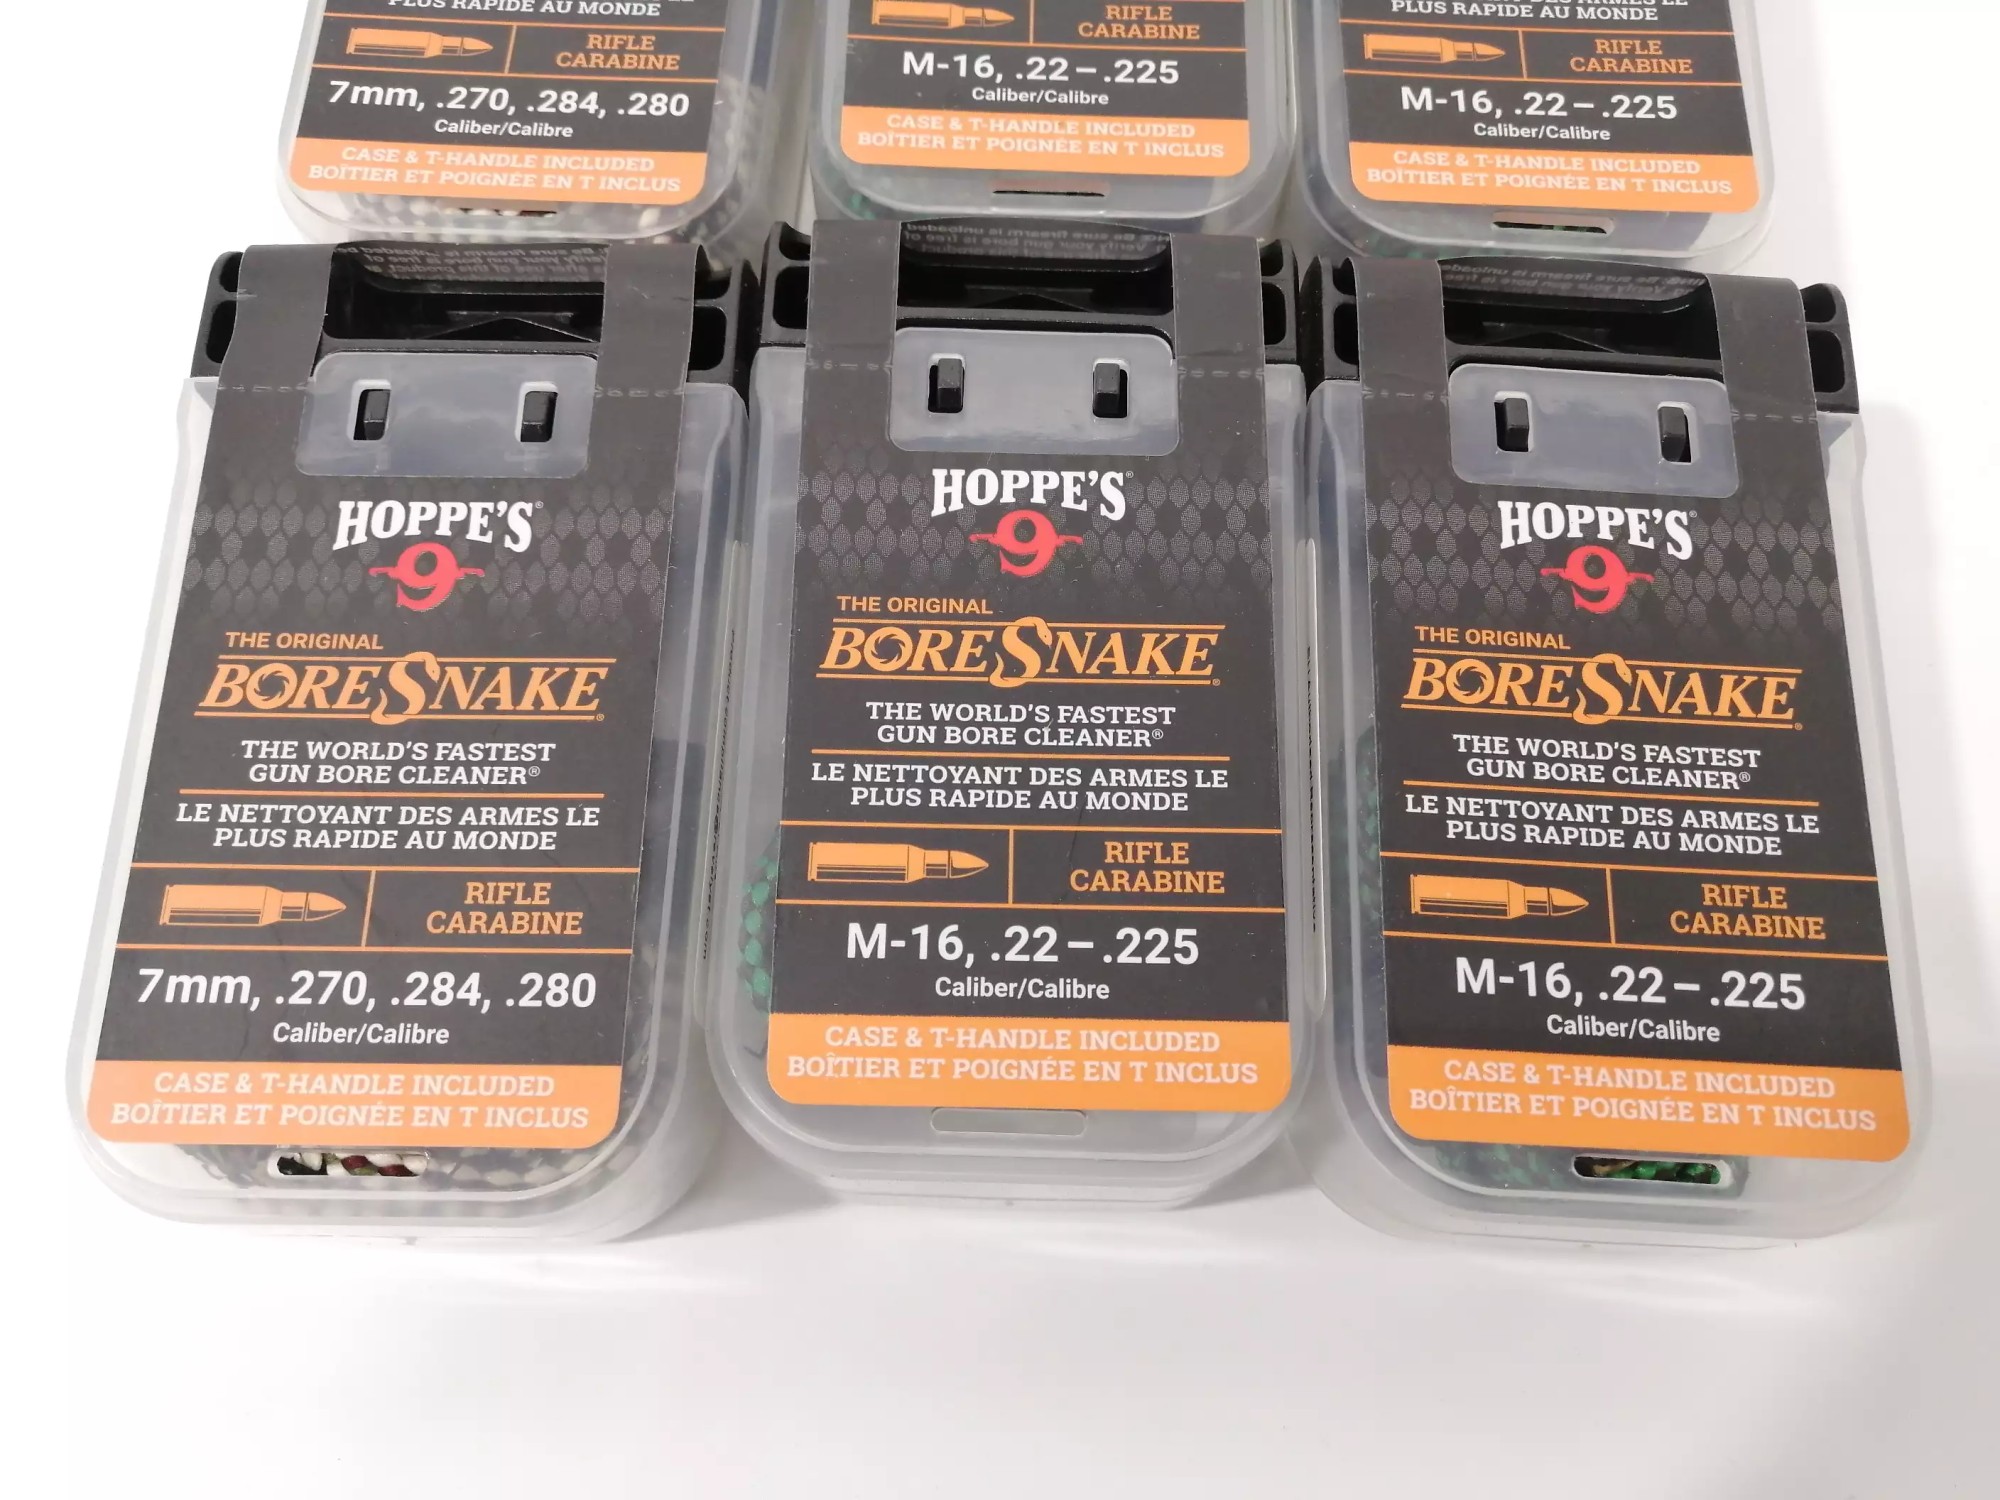 PLUS RAPIDE AU MONDE
RIFLE
CARABINE
7mm, .270, .284, .280
Caliber/Calibre
CASE & T-HANDLE INCLUDED
BOÎTIER ET POIGNÉE EN T INCLUS
RIFLE
CARABINE
M-16, .22 – .225
Caliber/Calibre
CASE & T-HANDLE INCLUDED
BOÎTIER ET POIGNÉE EN T INCLUS
PLUS RAPIDE AU MONDE
RIFLE
CARABINE
M-16, .22 – .225
Caliber/Calibre
CASE & T-HANDLE INCLUDED
BOÎTIER ET POIGNÉE EN T INCLUS
HOPPE'S®
9
THE ORIGINAL
BORESNAKE®
THE WORLD'S FASTEST
GUN BORE CLEANER®
LE NETTOYANT DES ARMES LE
PLUS RAPIDE AU MONDE
RIFLE
CARABINE
7mm, .270, .284, .280
Caliber/Calibre
CASE & T-HANDLE INCLUDED
BOÎTIER ET POIGNÉE EN T INCLUS
HOPPE'S®
9
THE ORIGINAL
BORESNAKE®
THE WORLD'S FASTEST
GUN BORE CLEANER®
LE NETTOYANT DES ARMES LE
PLUS RAPIDE AU MONDE
RIFLE
CARABINE
M-16, .22 – .225
Caliber/Calibre
CASE & T-HANDLE INCLUDED
BOÎTIER ET POIGNÉE EN T INCLUS
HOPPE'S®
9
THE ORIGINAL
BORESNAKE®
THE WORLD'S FASTEST
GUN BORE CLEANER®
LE NETTOYANT DES ARMES LE
PLUS RAPIDE AU MONDE
RIFLE
CARABINE
M-16, .22 – .225
Caliber/Calibre
CASE & T-HANDLE INCLUDED
BOÎTIER ET POIGNÉE EN T INCLUS